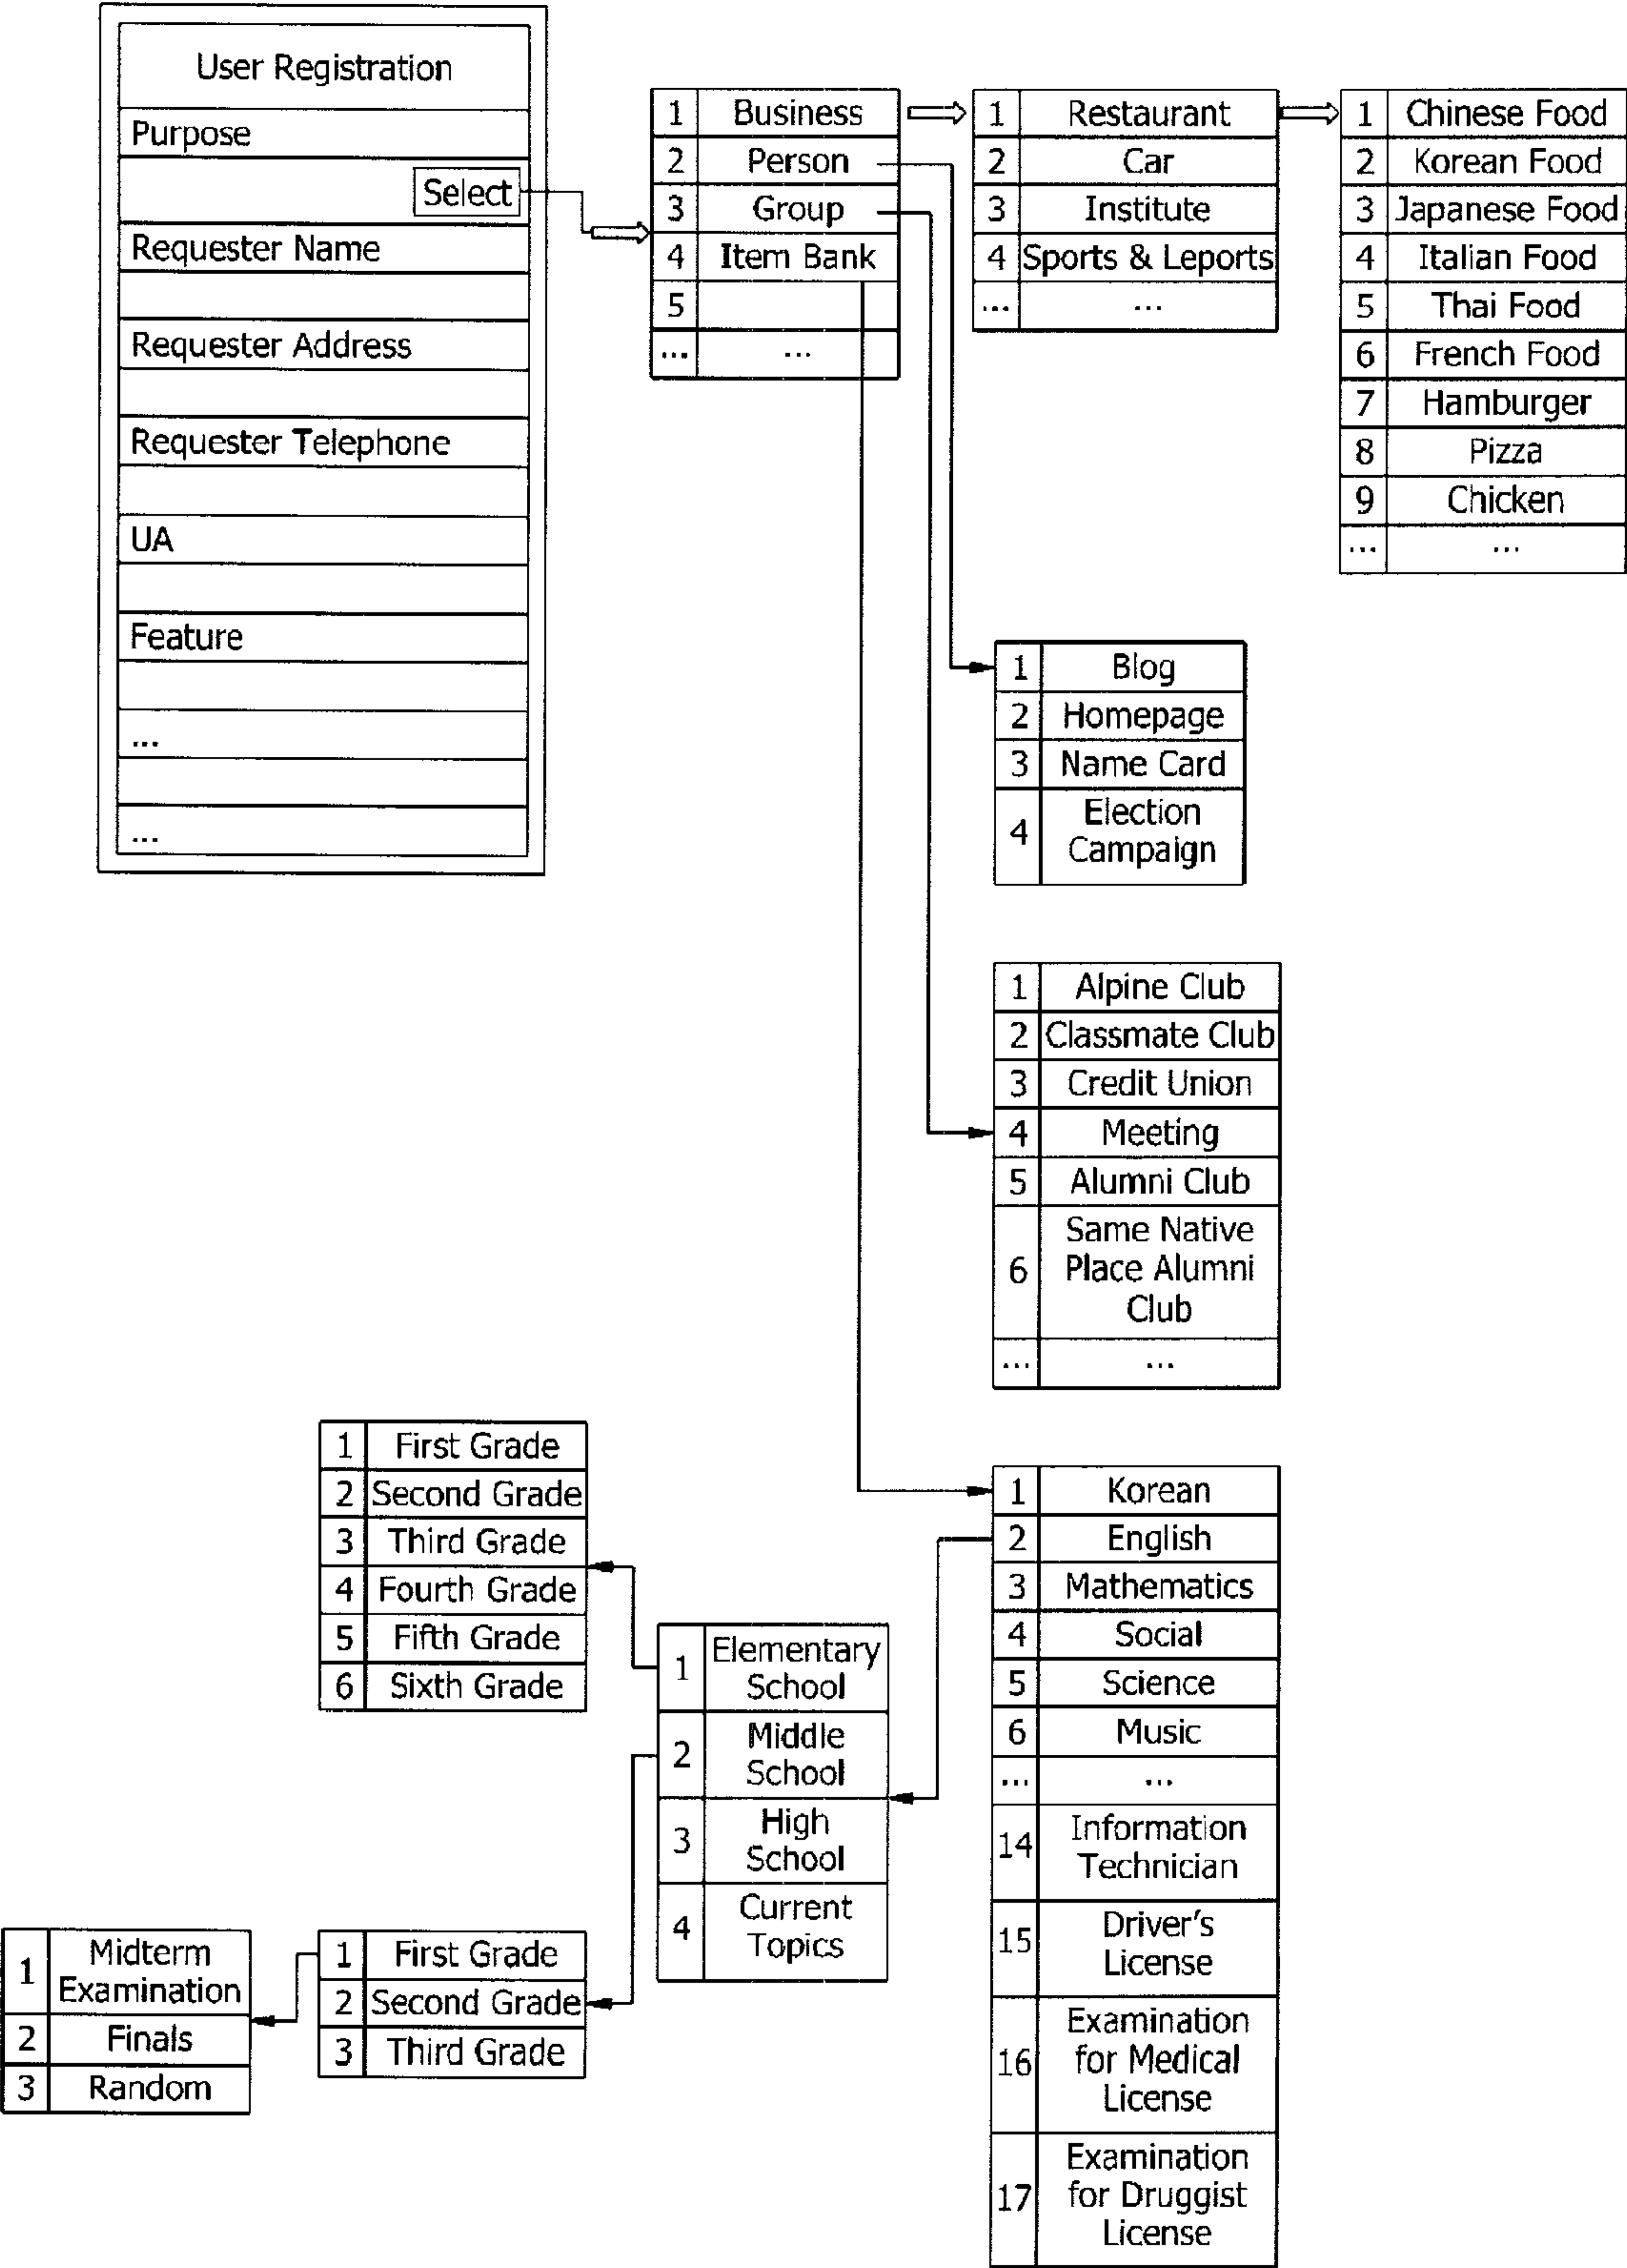 User Registration
Purpose
Select
Requester Name
Requester Address
Requester Telephone
UA
Feature
...
...
1 Business
2 Person
3 Group
4 Item Bank
5
... ...
1 Restaurant
2 Car
3 Institute
4 Sports & Leports
... ...
1 Chinese Food
2 Korean Food
3 Japanese Food
4 Italian Food
5 Thai Food
6 French Food
7 Hamburger
8 Pizza
9 Chicken
... ...
1 Blog
2 Homepage
3 Name Card
4 Election
Campaign
1 Alpine Club
2 Classmate Club
3 Credit Union
4 Meeting
5 Alumni Club
6 Same Native
Place Alumni
Club
... ...
1 Korean
2 English
3 Mathematics
4 Social
5 Science
6 Music
... ...
14 Information
Technician
15 Driver's
License
16 Examination
for Medical
License
17 Examination
for Druggist
License
1 Elementary
School
2 Middle
School
3 High
School
4 Current
Topics
1 First Grade
2 Second Grade
3 Third Grade
4 Fourth Grade
5 Fifth Grade
6 Sixth Grade
1 First Grade
2 Second Grade
3 Third Grade
1 Midterm
Examination
2 Finals
3 Random